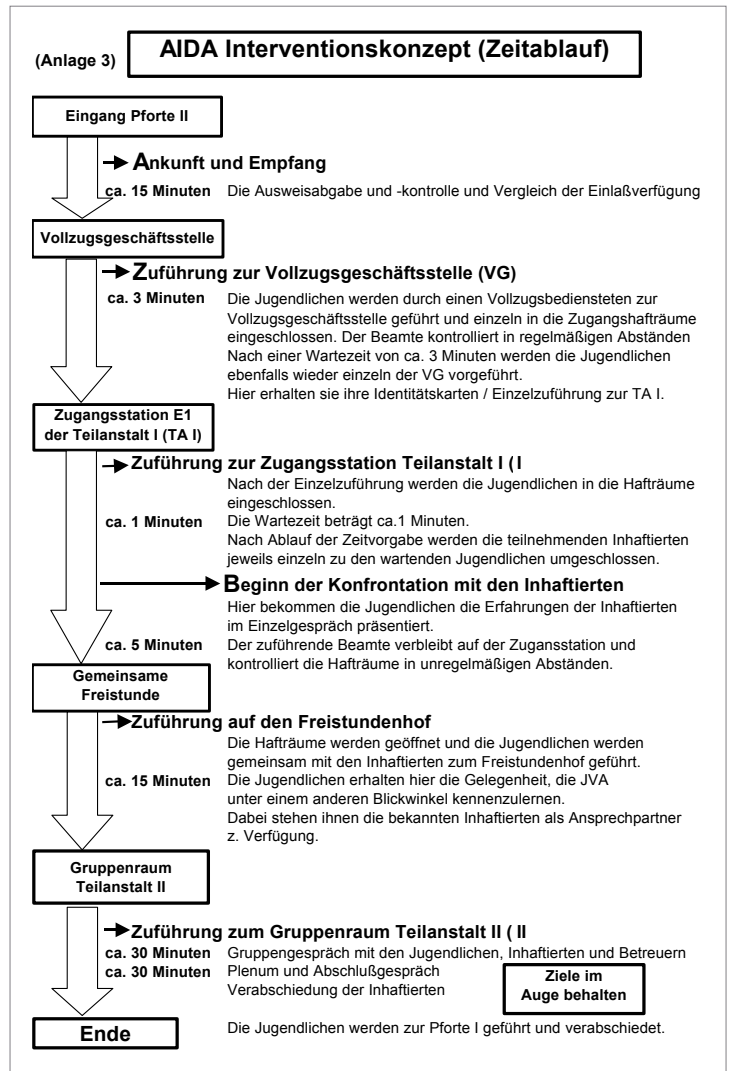 (Anlage 3)
AIDA Interventionskonzept (Zeitablauf)
Eingang Pforte II
Ankunft und Empfang
ca. 15 Minuten Die Ausweisabgabe und -kontrolle und Vergleich der Einlaßverfügung
Vollzugsgeschäftsstelle
Zuführung zur Vollzugsgeschäftsstelle (VG)
ca. 3 Minuten Die Jugendlichen werden durch einen Vollzugsbediensteten zur
Vollzugsgeschäftsstelle geführt und einzeln in die Zugangshafträume
eingeschlossen. Der Beamte kontrolliert in regelmäßigen Abständen
Nach einer Wartezeit von ca. 3 Minuten werden die Jugendlichen
ebenfalls wieder einzeln der VG vorgeführt.
Hier erhalten sie ihre Identitätskarten / Einzelzuführung zur TA I.
Zugangsstation E1
der Teilanstalt I (TA I)
Zuführung zur Zugangsstation Teilanstalt I ( I
Nach der Einzelzuführung werden die Jugendlichen in die Hafträume
eingeschlossen.
ca. 1 Minuten Die Wartezeit beträgt ca.1 Minuten.
Nach Ablauf der Zeitvorgabe werden die teilnehmenden Inhaftierten
jeweils einzeln zu den wartenden Jugendlichen umgeschlossen.
Beginn der Konfrontation mit den Inhaftierten
Hier bekommen die Jugendlichen die Erfahrungen der Inhaftierten
im Einzelgespräch präsentiert.
ca. 5 Minuten Der zuführende Beamte verbleibt auf der Zugansstation und
kontrolliert die Hafträume in unregelmäßigen Abständen.
Gemeinsame
Freistunde
Zuführung auf den Freistundenhof
Die Hafträume werden geöffnet und die Jugendlichen werden
gemeinsam mit den Inhaftierten zum Freistundenhof geführt.
ca. 15 Minuten Die Jugendlichen erhalten hier die Gelegenheit, die JVA
unter einem anderen Blickwinkel kennenzulernen.
Dabei stehen ihnen die bekannten Inhaftierten als Ansprechpartner
z. Verfügung.
Gruppenraum
Teilanstalt II
Zuführung zum Gruppenraum Teilanstalt II ( II
ca. 30 Minuten Gruppengespräch mit den Jugendlichen, Inhaftierten und Betreuern
ca. 30 Minuten Plenum und Abschlußgespräch
Verabschiedung der Inhaftierten
Ziele im
Auge behalten
Ende
Die Jugendlichen werden zur Pforte I geführt und verabschiedet.